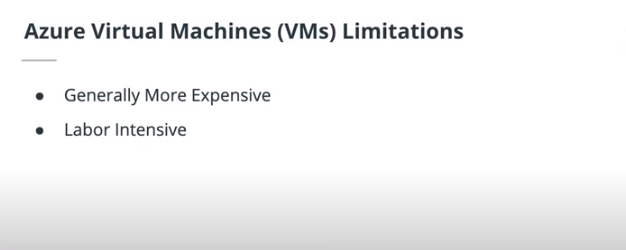 Azure Virtual Machines (VMs) Limitations
● Generally More Expensive
● Labor Intensive